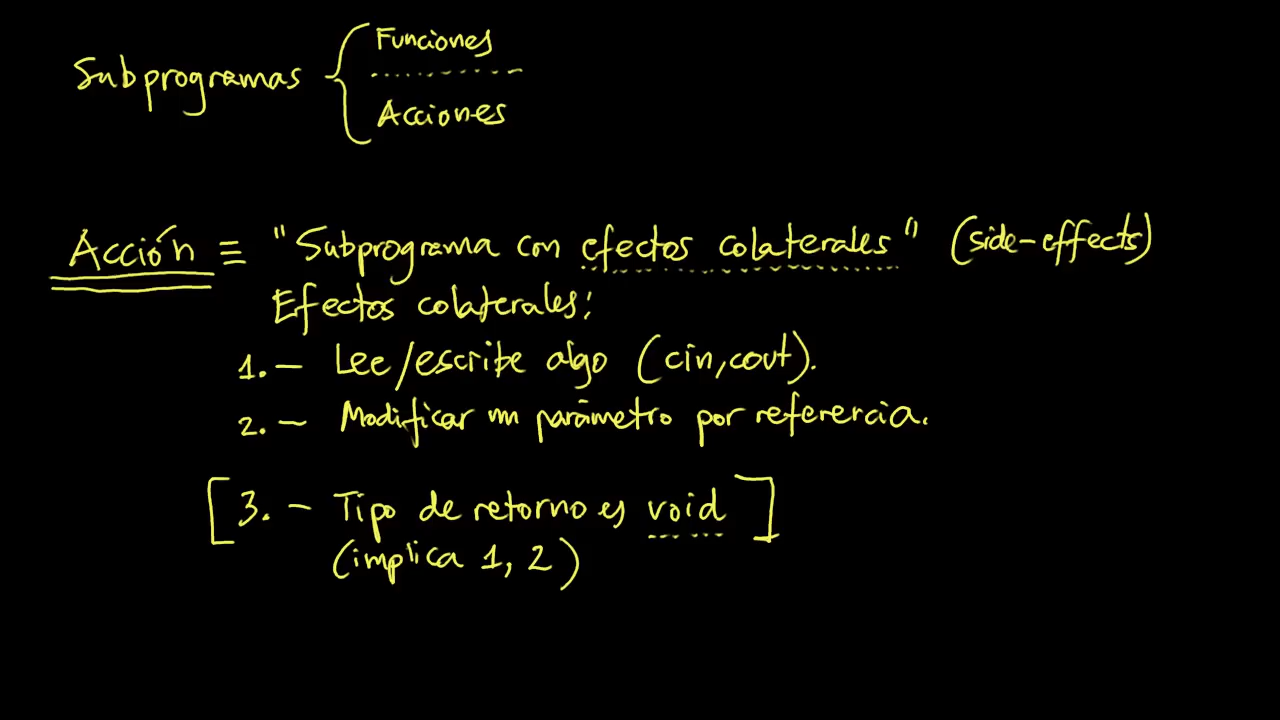 Subprogramas
Funciones
Acciones
Acción ≡ "Subprograma con efectos colaterales" (side-effects)
Efectos colaterales:
1. - Lee/escribe algo (cin, cout).
2. - Modificar un parámetro por referencia.
[3. - Tipo de retorno es void]
(implica 1, 2)